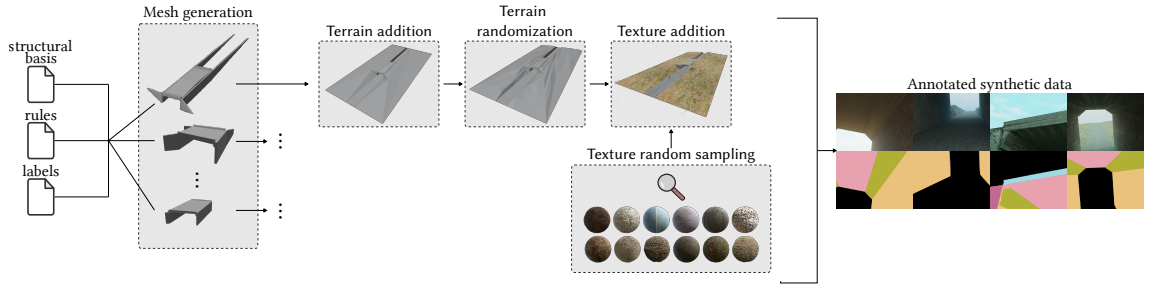 Mesh generation
structural
basis
rules
labels
Terrain addition
Terrain
randomization
Texture addition
Texture random sampling
Annotated synthetic data